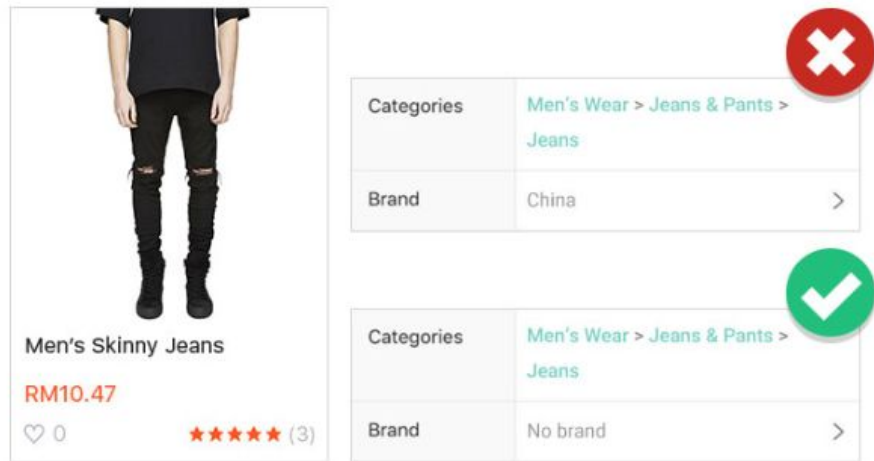 Men's Skinny Jeans
RM10.47
0
(3)
Categories
Men's Wear > Jeans & Pants >
Jeans
Brand
China
>
Categories
Men's Wear > Jeans & Pants >
Jeans
Brand
No brand
>